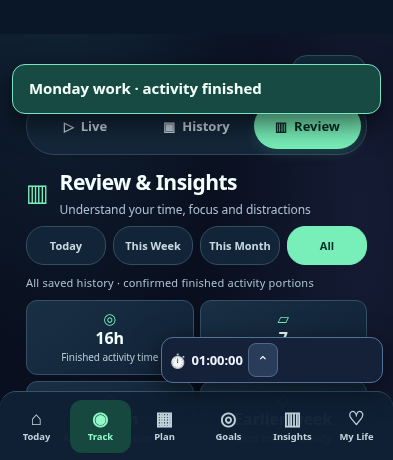 Monday work · activity finished
Live
History
Review
Review & Insights
Understand your time, focus and distractions
Today
This Week
This Month
All
All saved history · confirmed finished activity portions
16h
Finished activity time
7
01:00:00
Today
Track
Plan
Goals
Insights
My Life